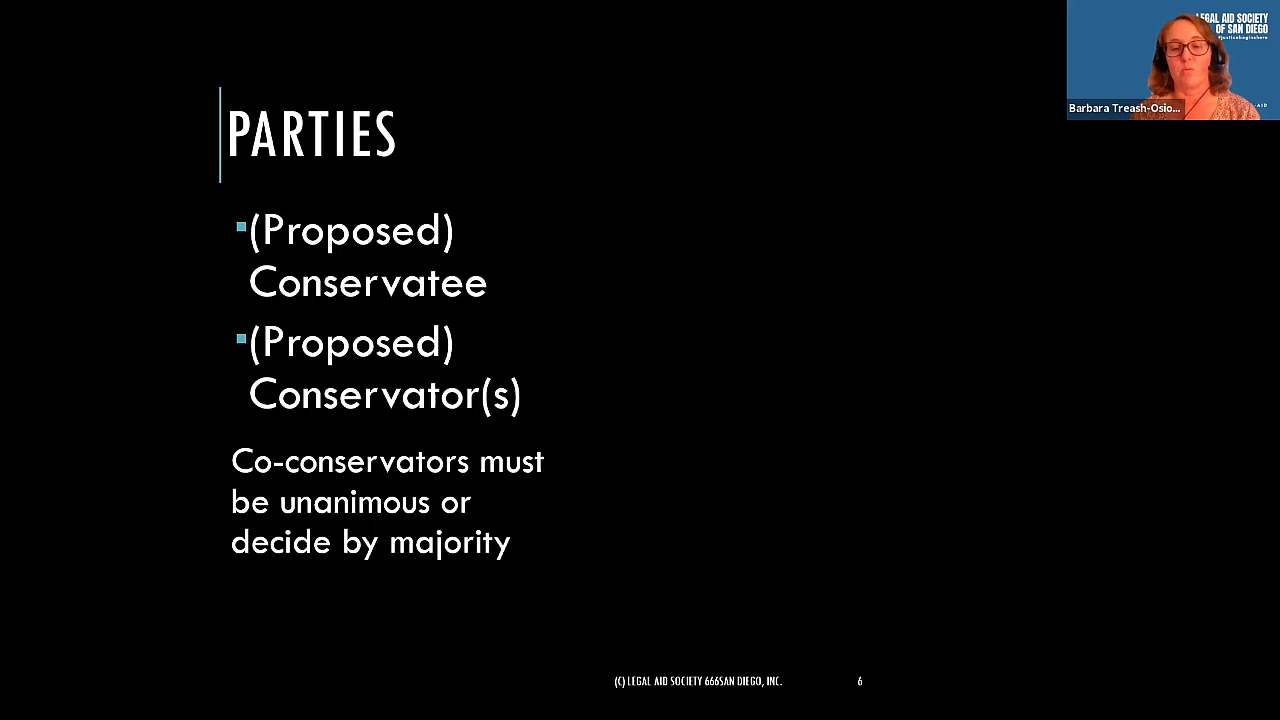 LEGAL AID SOCIETY
OF SAN DIEGO
Barbara Treash-Osio...
PARTIES
(Proposed)
Conservatee
(Proposed)
Conservator(s)
Co-conservators must
be unanimous or
decide by majority
(C) LEGAL AID SOCIETY 666SAN DIEGO, INC.
6